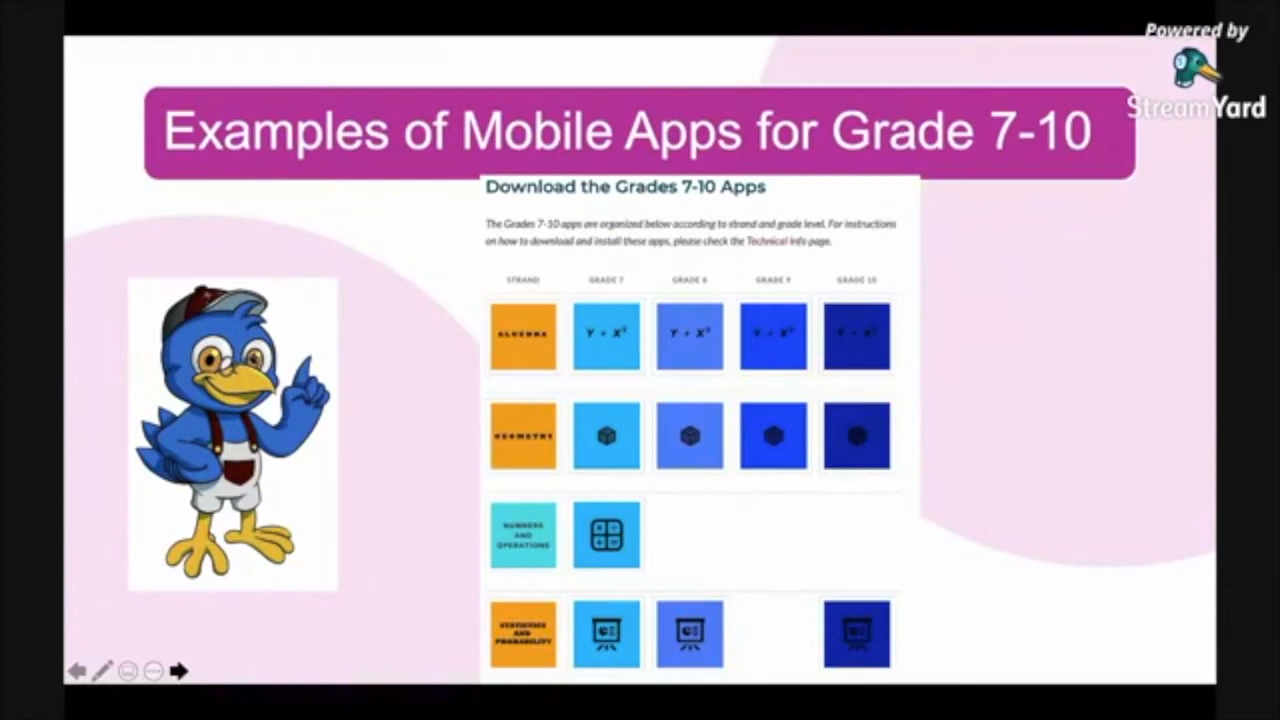 Powered by
StreamYard
Examples of Mobile Apps for Grade 7-10
Download the Grades 7-10 Apps
The Grades 7-10 apps are organized below according to strand and grade level. For instructions
on how to download and install these apps, please check the Technical Info page.
STRAND GRADE 7 GRADE 8 GRADE 9 GRADE 10
ALGEBRA
GEOMETRY
NUMBERS
AND
OPERATIONS
STATISTICS
AND
PROBABILITY